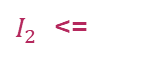 I₂ <=